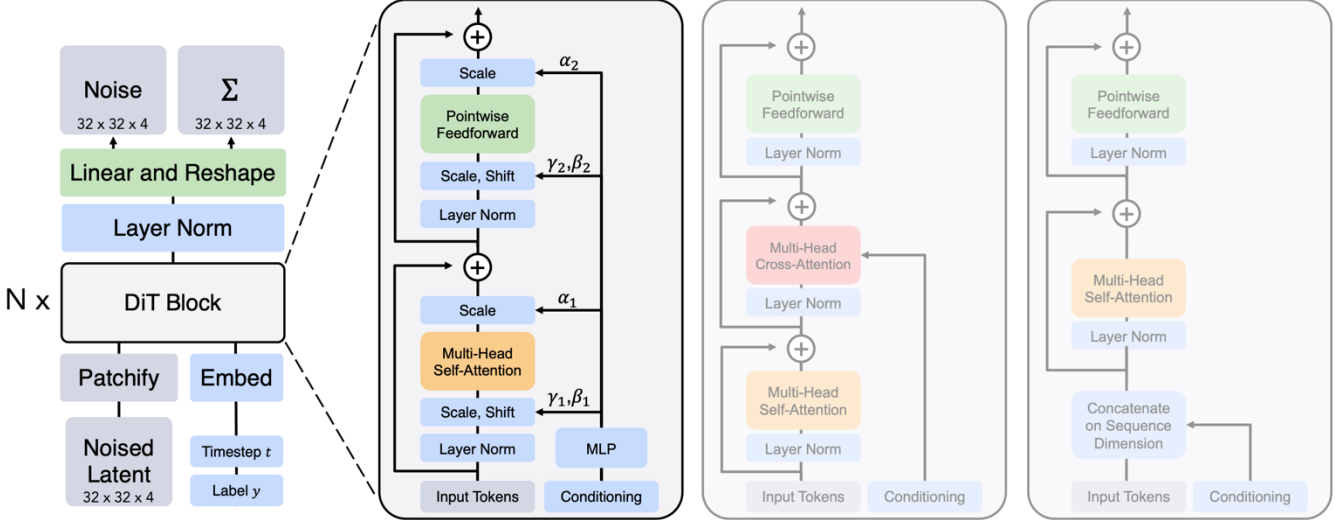 Noise
32 x 32 x 4
Σ
32 x 32 x 4
Linear and Reshape
Layer Norm
N x
DiT Block
Patchify
Embed
Noised
Latent
32 x 32 x 4
Timestep t
Label y
+
Scale
α₂
Pointwise
Feedforward
Scale, Shift
γ₂,β₂
Layer Norm
+
Scale
α₁
Multi-Head
Self-Attention
Scale, Shift
γ₁,β₁
Layer Norm
MLP
Input Tokens
Conditioning
+
Pointwise
Feedforward
Layer Norm
+
Multi-Head
Cross-Attention
Layer Norm
+
Multi-Head
Self-Attention
Layer Norm
Input Tokens
Conditioning
+
Pointwise
Feedforward
Layer Norm
+
Multi-Head
Self-Attention
Layer Norm
Concatenate
on Sequence
Dimension
Input Tokens
Conditioning